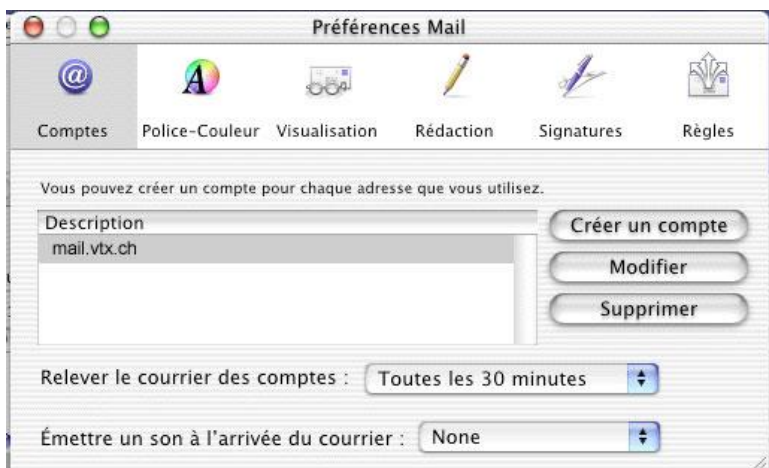 Préférences Mail
Comptes Police-Couleur Visualisation Rédaction Signatures Règles
Vous pouvez créer un compte pour chaque adresse que vous utilisez.
Description
mail.vtx.ch
Créer un compte
Modifier
Supprimer
Relever le courrier des comptes : Toutes les 30 minutes
Émettre un son à l'arrivée du courrier : None